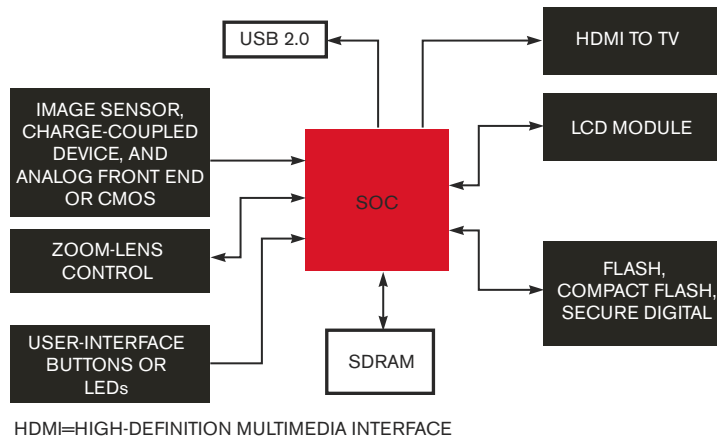 USB 2.0
HDMI TO TV
IMAGE SENSOR,
CHARGE-COUPLED
DEVICE, AND
ANALOG FRONT END
OR CMOS
LCD MODULE
SOC
ZOOM-LENS
CONTROL
FLASH,
COMPACT FLASH,
SECURE DIGITAL
USER-INTERFACE
BUTTONS OR
LEDs
SDRAM
HDMI=HIGH-DEFINITION MULTIMEDIA INTERFACE